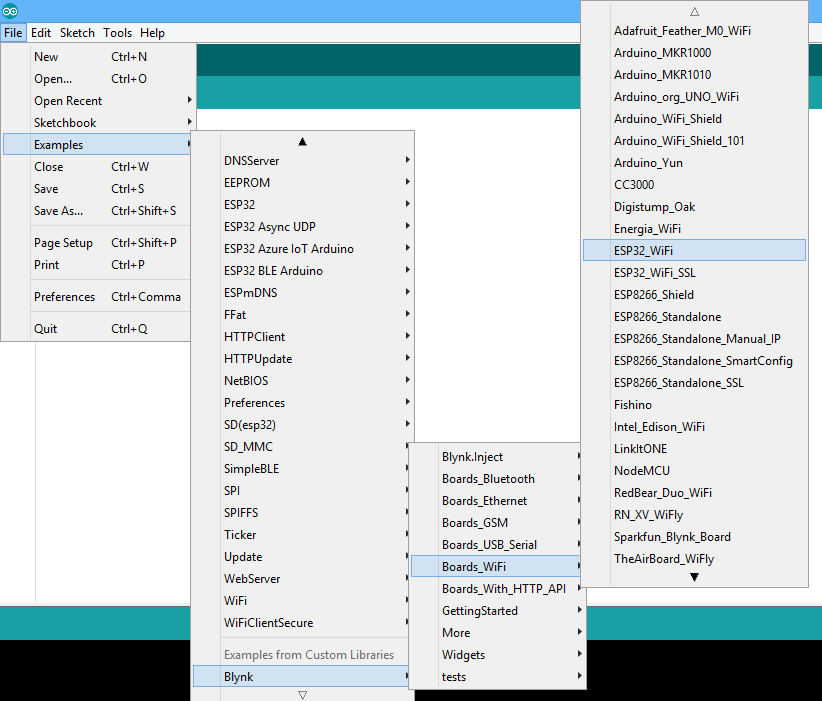 File Edit Sketch Tools Help
New Ctrl+N
Open... Ctrl+O
Open Recent
Sketchbook
Examples
Close Ctrl+W
Save Ctrl+S
Save As... Ctrl+Shift+S
Page Setup Ctrl+Shift+P
Print Ctrl+P
Preferences Ctrl+Comma
Quit Ctrl+Q
DNSServer
EEPROM
ESP32
ESP32 Async UDP
ESP32 Azure IoT Arduino
ESP32 BLE Arduino
ESPmDNS
FFat
HTTPClient
HTTPUpdate
NetBIOS
Preferences
SD(esp32)
SD_MMC
SimpleBLE
SPI
SPIFFS
Ticker
Update
WebServer
WiFi
WiFiClientSecure
Examples from Custom Libraries
Blynk
Blynk.Inject
Boards_Bluetooth
Boards_Ethernet
Boards_GSM
Boards_USB_Serial
Boards_WiFi
Boards_With_HTTP_API
GettingStarted
More
Widgets
tests
Adafruit_Feather_M0_WiFi
Arduino_MKR1000
Arduino_MKR1010
Arduino_org_UNO_WiFi
Arduino_WiFi_Shield
Arduino_WiFi_Shield_101
Arduino_Yun
CC3000
Digistump_Oak
Energia_WiFi
ESP32_WiFi
ESP32_WiFi_SSL
ESP8266_Shield
ESP8266_Standalone
ESP8266_Standalone_Manual_IP
ESP8266_Standalone_SmartConfig
ESP8266_Standalone_SSL
Fishino
Intel_Edison_WiFi
LinkItONE
NodeMCU
RedBear_Duo_WiFi
RN_XV_WiFly
Sparkfun_Blynk_Board
TheAirBoard_WiFly